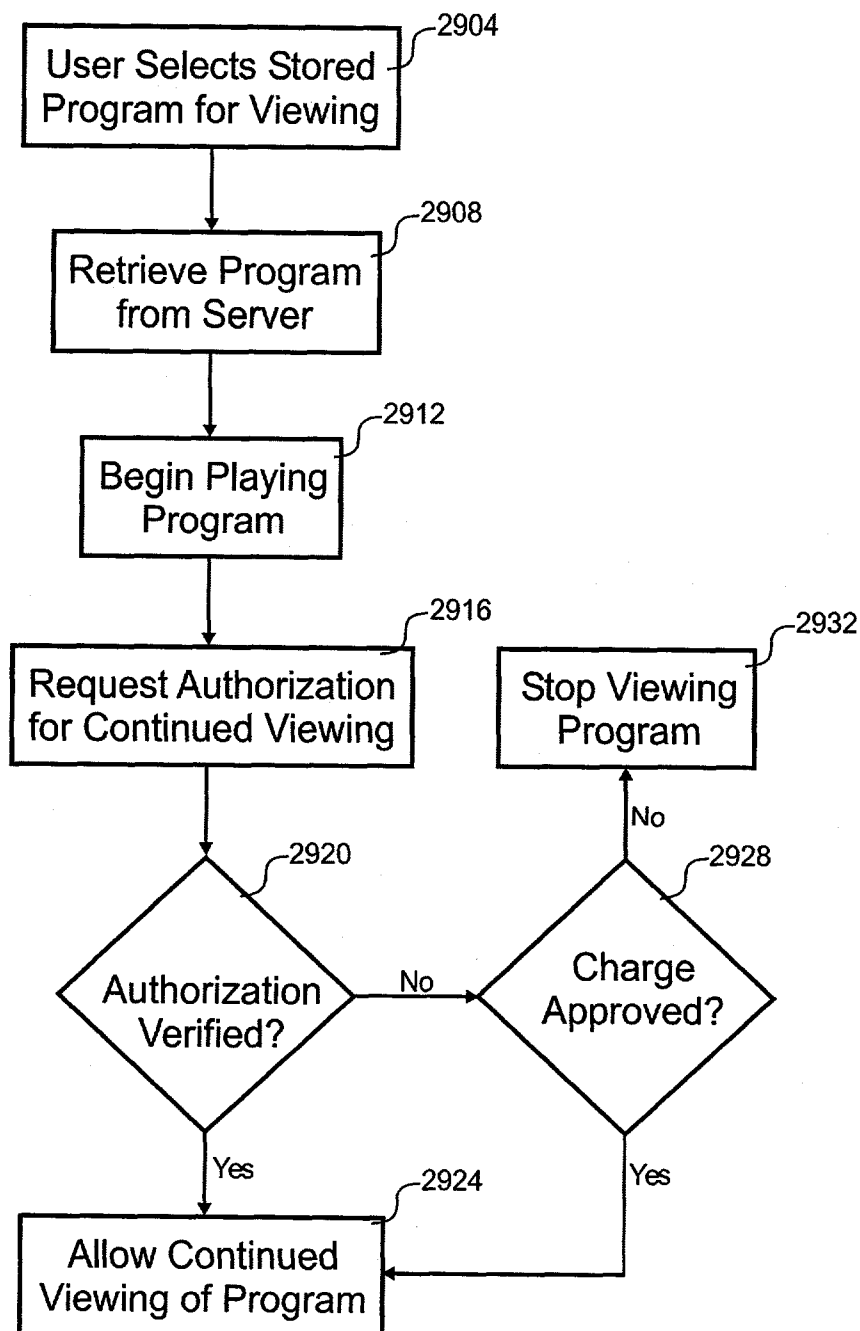 2904
User Selects Stored
Program for Viewing
2908
Retrieve Program
from Server
2912
Begin Playing
Program
2916
Request Authorization
for Continued Viewing
2932
Stop Viewing
Program
No
2920
Authorization
Verified?
No
2928
Charge
Approved?
Yes
Yes
2924
Allow Continued
Viewing of Program